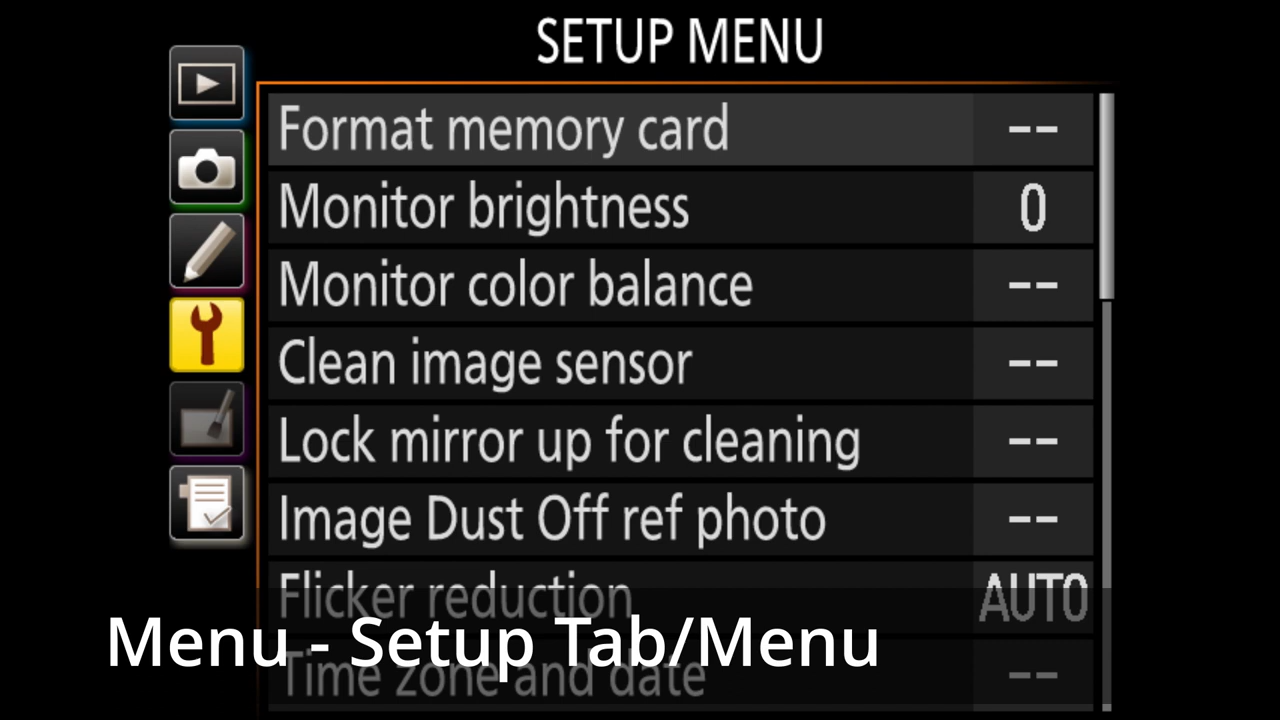 SETUP MENU
Format memory card --
Monitor brightness 0
Monitor color balance --
Clean image sensor --
Lock mirror up for cleaning --
Image Dust Off ref photo --
Flicker reduction AUTO
Menu - Setup Tab/Menu
Time zone and date --